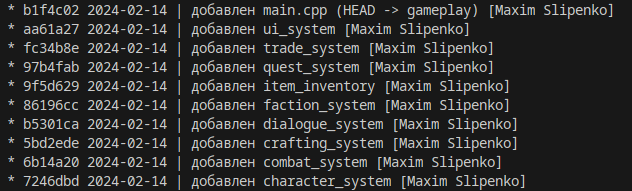 * b1f4c02 2024-02-14 | добавлен main.cpp (HEAD -> gameplay) [Maxim Slipenko]
* aa61a27 2024-02-14 | добавлен ui_system [Maxim Slipenko]
* fc34b8e 2024-02-14 | добавлен trade_system [Maxim Slipenko]
* 97b4fab 2024-02-14 | добавлен quest_system [Maxim Slipenko]
* 9f5d629 2024-02-14 | добавлен item_inventory [Maxim Slipenko]
* 86196cc 2024-02-14 | добавлен faction_system [Maxim Slipenko]
* b5301ca 2024-02-14 | добавлен dialogue_system [Maxim Slipenko]
* 5bd2ede 2024-02-14 | добавлен crafting_system [Maxim Slipenko]
* 6b14a20 2024-02-14 | добавлен combat_system [Maxim Slipenko]
* 7246dbd 2024-02-14 | добавлен character_system [Maxim Slipenko]